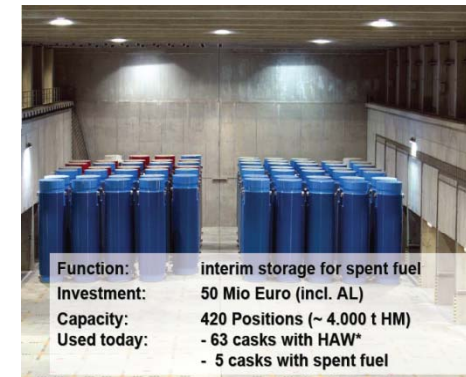 Function: interim storage for spent fuel
Investment: 50 Mio Euro (incl. AL)
Capacity: 420 Positions (~ 4.000 t HM)
Used today: - 63 casks with HAW*
- 5 casks with spent fuel